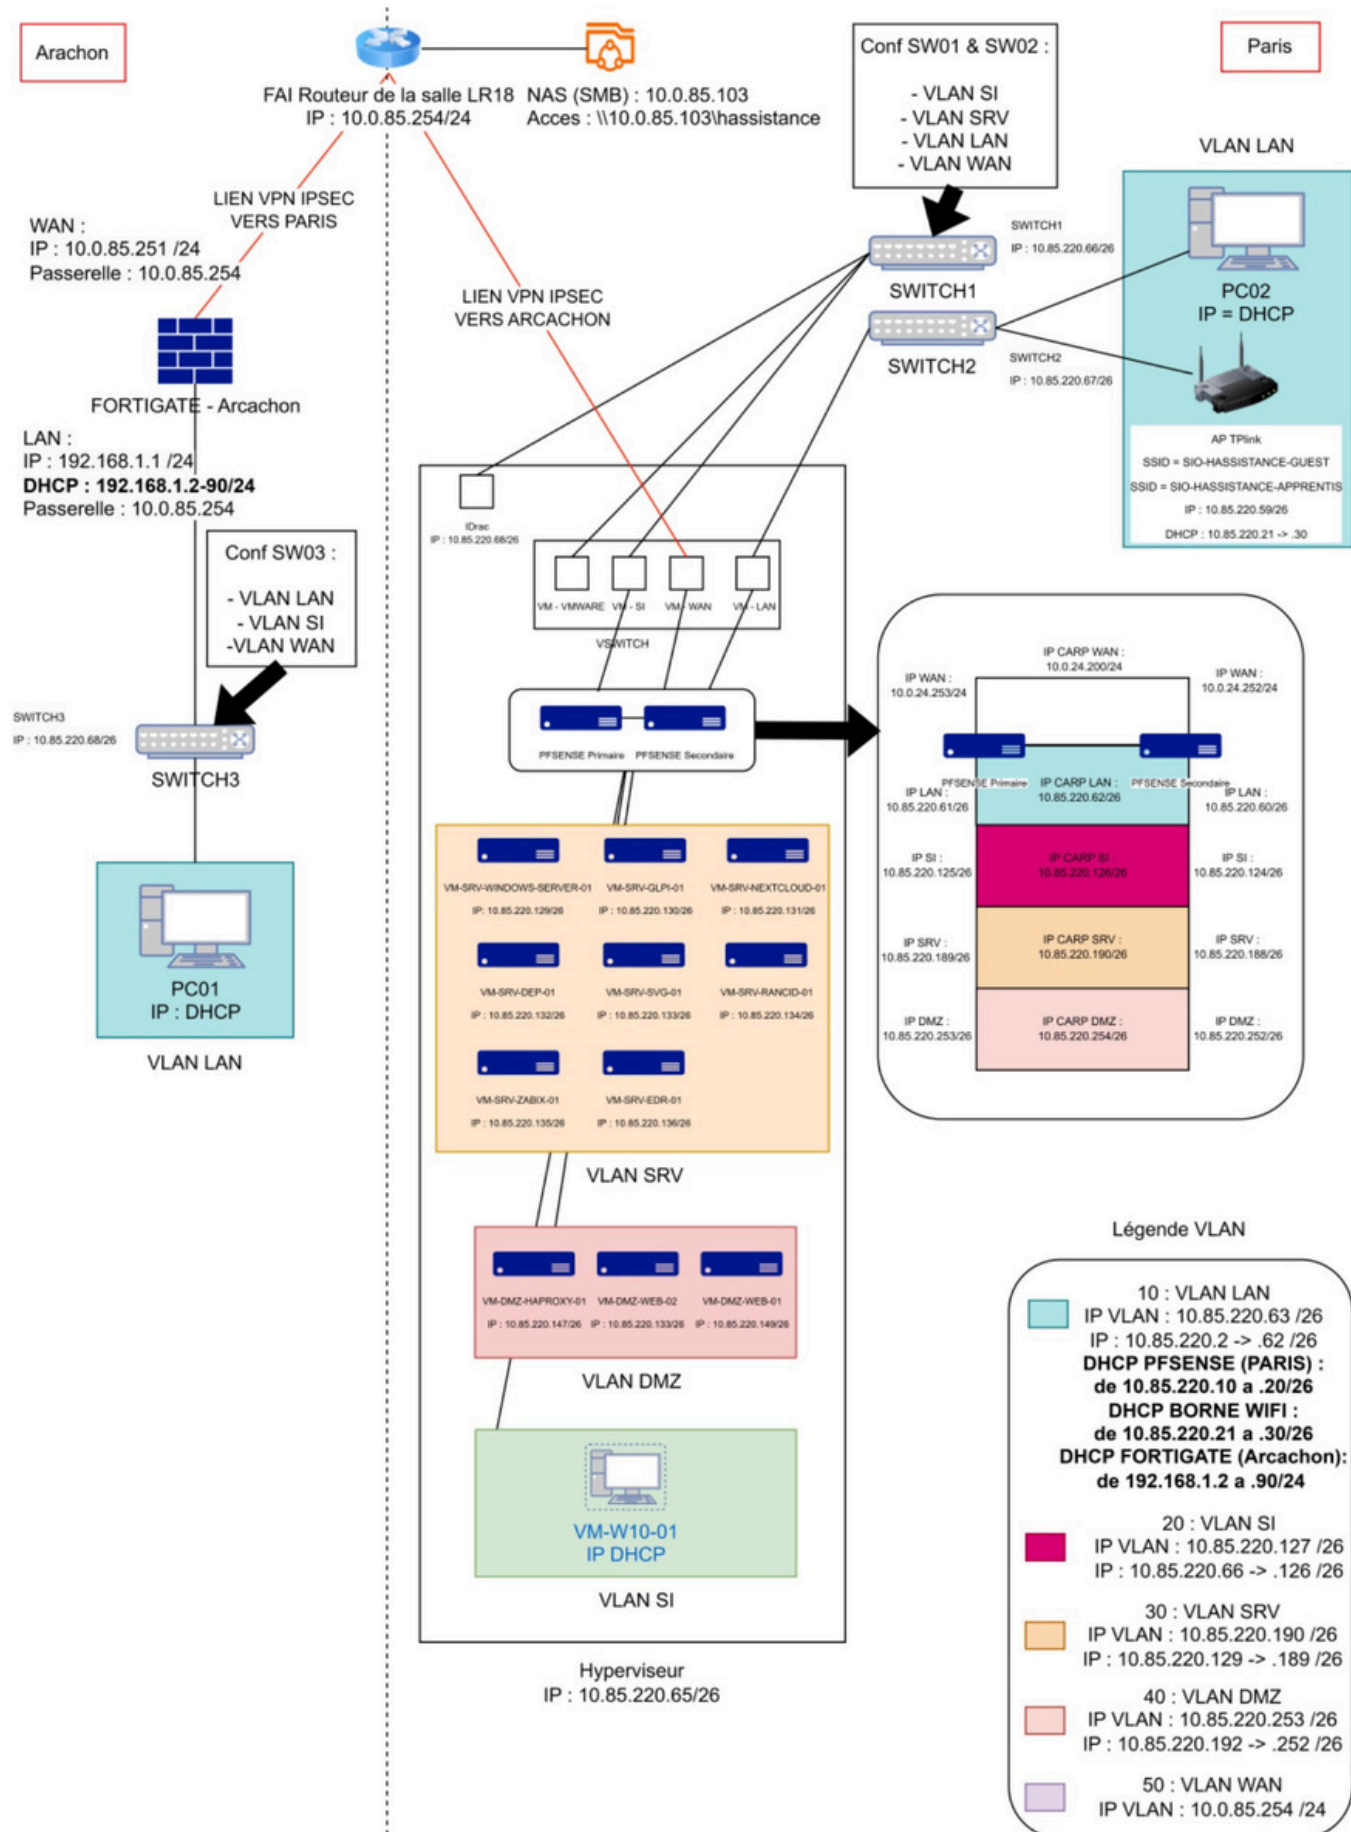 Arachon
FAI Routeur de la salle LR18
IP : 10.0.85.254/24
NAS (SMB) : 10.0.85.103
Acces : \\10.0.85.103\hassistance
Conf SW01 & SW02 :
- VLAN SI
- VLAN SRV
- VLAN LAN
- VLAN WAN
Paris
VLAN LAN
LIEN VPN IPSEC
VERS PARIS
WAN :
IP : 10.0.85.251 /24
Passerelle : 10.0.85.254
LIEN VPN IPSEC
VERS ARCACHON
SWITCH1
IP : 10.85.220.66/26
SWITCH1
SWITCH2
SWITCH2
IP : 10.85.220.67/26
PC02
IP = DHCP
AP TPlink
SSID = SIO-HASSISTANCE-GUEST
SSID = SIO-HASSISTANCE-APPRENTIS
IP : 10.85.220.59/26
DHCP : 10.85.220.21 -> .30
FORTIGATE - Arcachon
LAN :
IP : 192.168.1.1 /24
DHCP : 192.168.1.2-90/24
Passerelle : 10.0.85.254
Conf SW03 :
- VLAN LAN
- VLAN SI
-VLAN WAN
SWITCH3
IP : 10.85.220.68/26
SWITCH3
PC01
IP : DHCP
VLAN LAN
IDrac
IP : 10.85.220.68/26
VM - VMWARE
VM - SI
VM - WAN
VM - LAN
VSWITCH
PFSENSE Primaire
PFSENSE Secondaire
IP CARP WAN :
10.0.24.200/24
IP WAN :
10.0.24.253/24
IP WAN :
10.0.24.252/24
PFSENSE Primaire
PFSENSE Secondaire
IP LAN :
10.85.220.61/26
IP CARP LAN :
10.85.220.62/26
IP LAN :
10.85.220.60/26
IP SI :
10.85.220.125/26
IP CARP SI :
10.85.220.126/26
IP SI :
10.85.220.124/26
IP SRV :
10.85.220.189/26
IP CARP SRV :
10.85.220.190/26
IP SRV :
10.85.220.188/26
IP DMZ :
10.85.220.253/26
IP CARP DMZ :
10.85.220.254/26
IP DMZ :
10.85.220.252/26
VM-SRV-WINDOWS-SERVER-01
IP: 10.85.220.129/26
VM-SRV-GLPI-01
IP : 10.85.220.130/26
VM-SRV-NEXTCLOUD-01
IP : 10.85.220.131/26
VM-SRV-DEP-01
IP : 10.85.220.132/26
VM-SRV-SVG-01
IP : 10.85.220.133/26
VM-SRV-RANCID-01
IP : 10.85.220.134/26
VM-SRV-ZABIX-01
IP : 10.85.220.135/26
VM-SRV-EDR-01
IP : 10.85.220.136/26
VLAN SRV
VM-DMZ-HAPROXY-01
IP : 10.85.220.147/26
VM-DMZ-WEB-02
IP : 10.85.220.133/26
VM-DMZ-WEB-01
IP : 10.85.220.149/26
VLAN DMZ
VM-W10-01
IP DHCP
VLAN SI
Hyperviseur
IP : 10.85.220.65/26
Légende VLAN
10 : VLAN LAN
IP VLAN : 10.85.220.63 /26
IP : 10.85.220.2 -> .62 /26
DHCP PFSENSE (PARIS) :
de 10.85.220.10 a .20/26
DHCP BORNE WIFI :
de 10.85.220.21 a .30/26
DHCP FORTIGATE (Arcachon):
de 192.168.1.2 a .90/24
20 : VLAN SI
IP VLAN : 10.85.220.127 /26
IP : 10.85.220.66 -> .126 /26
30 : VLAN SRV
IP VLAN : 10.85.220.190 /26
IP : 10.85.220.129 -> .189 /26
40 : VLAN DMZ
IP VLAN : 10.85.220.253 /26
IP : 10.85.220.192 -> .252 /26
50 : VLAN WAN
IP VLAN : 10.0.85.254 /24